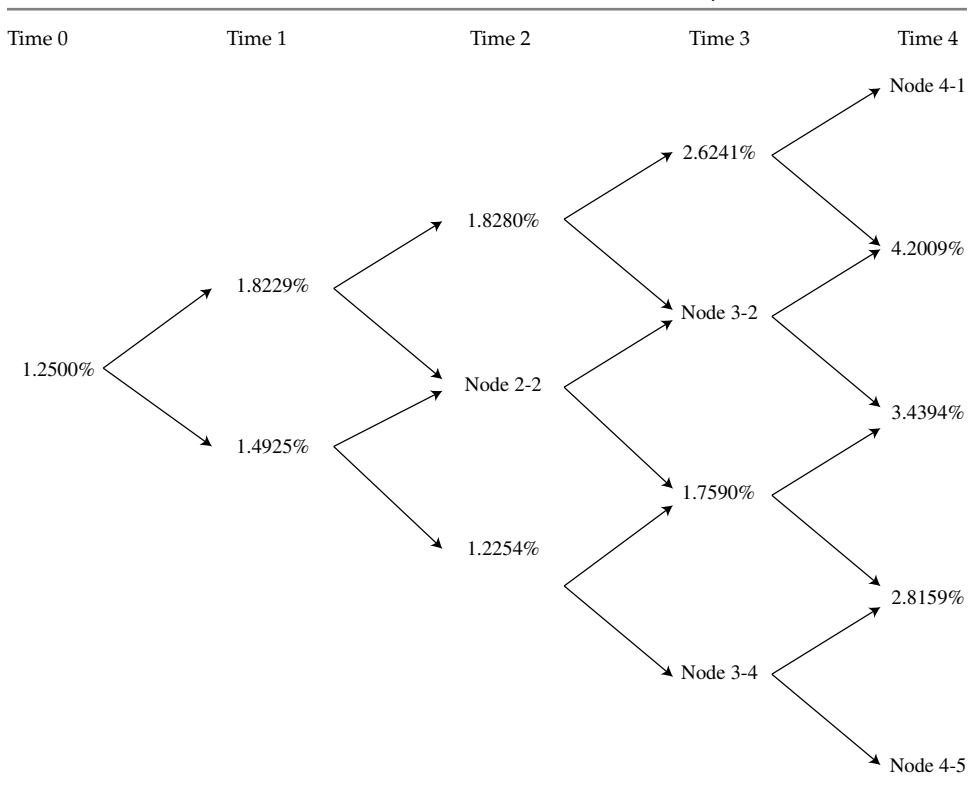 Time 0 Time 1 Time 2 Time 3 Time 4
Node 4-1
2.6241%
1.8280%
4.2009%
1.8229%
Node 3-2
1.2500%
Node 2-2
3.4394%
1.4925%
1.7590%
1.2254%
2.8159%
Node 3-4
Node 4-5